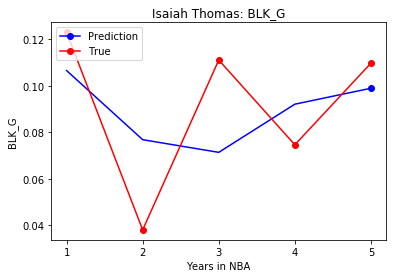 Isaiah Thomas: BLK_G
Prediction
True
0.12
0.10
0.08
0.06
0.04
BLK_G
1 2 3 4 5
Years in NBA